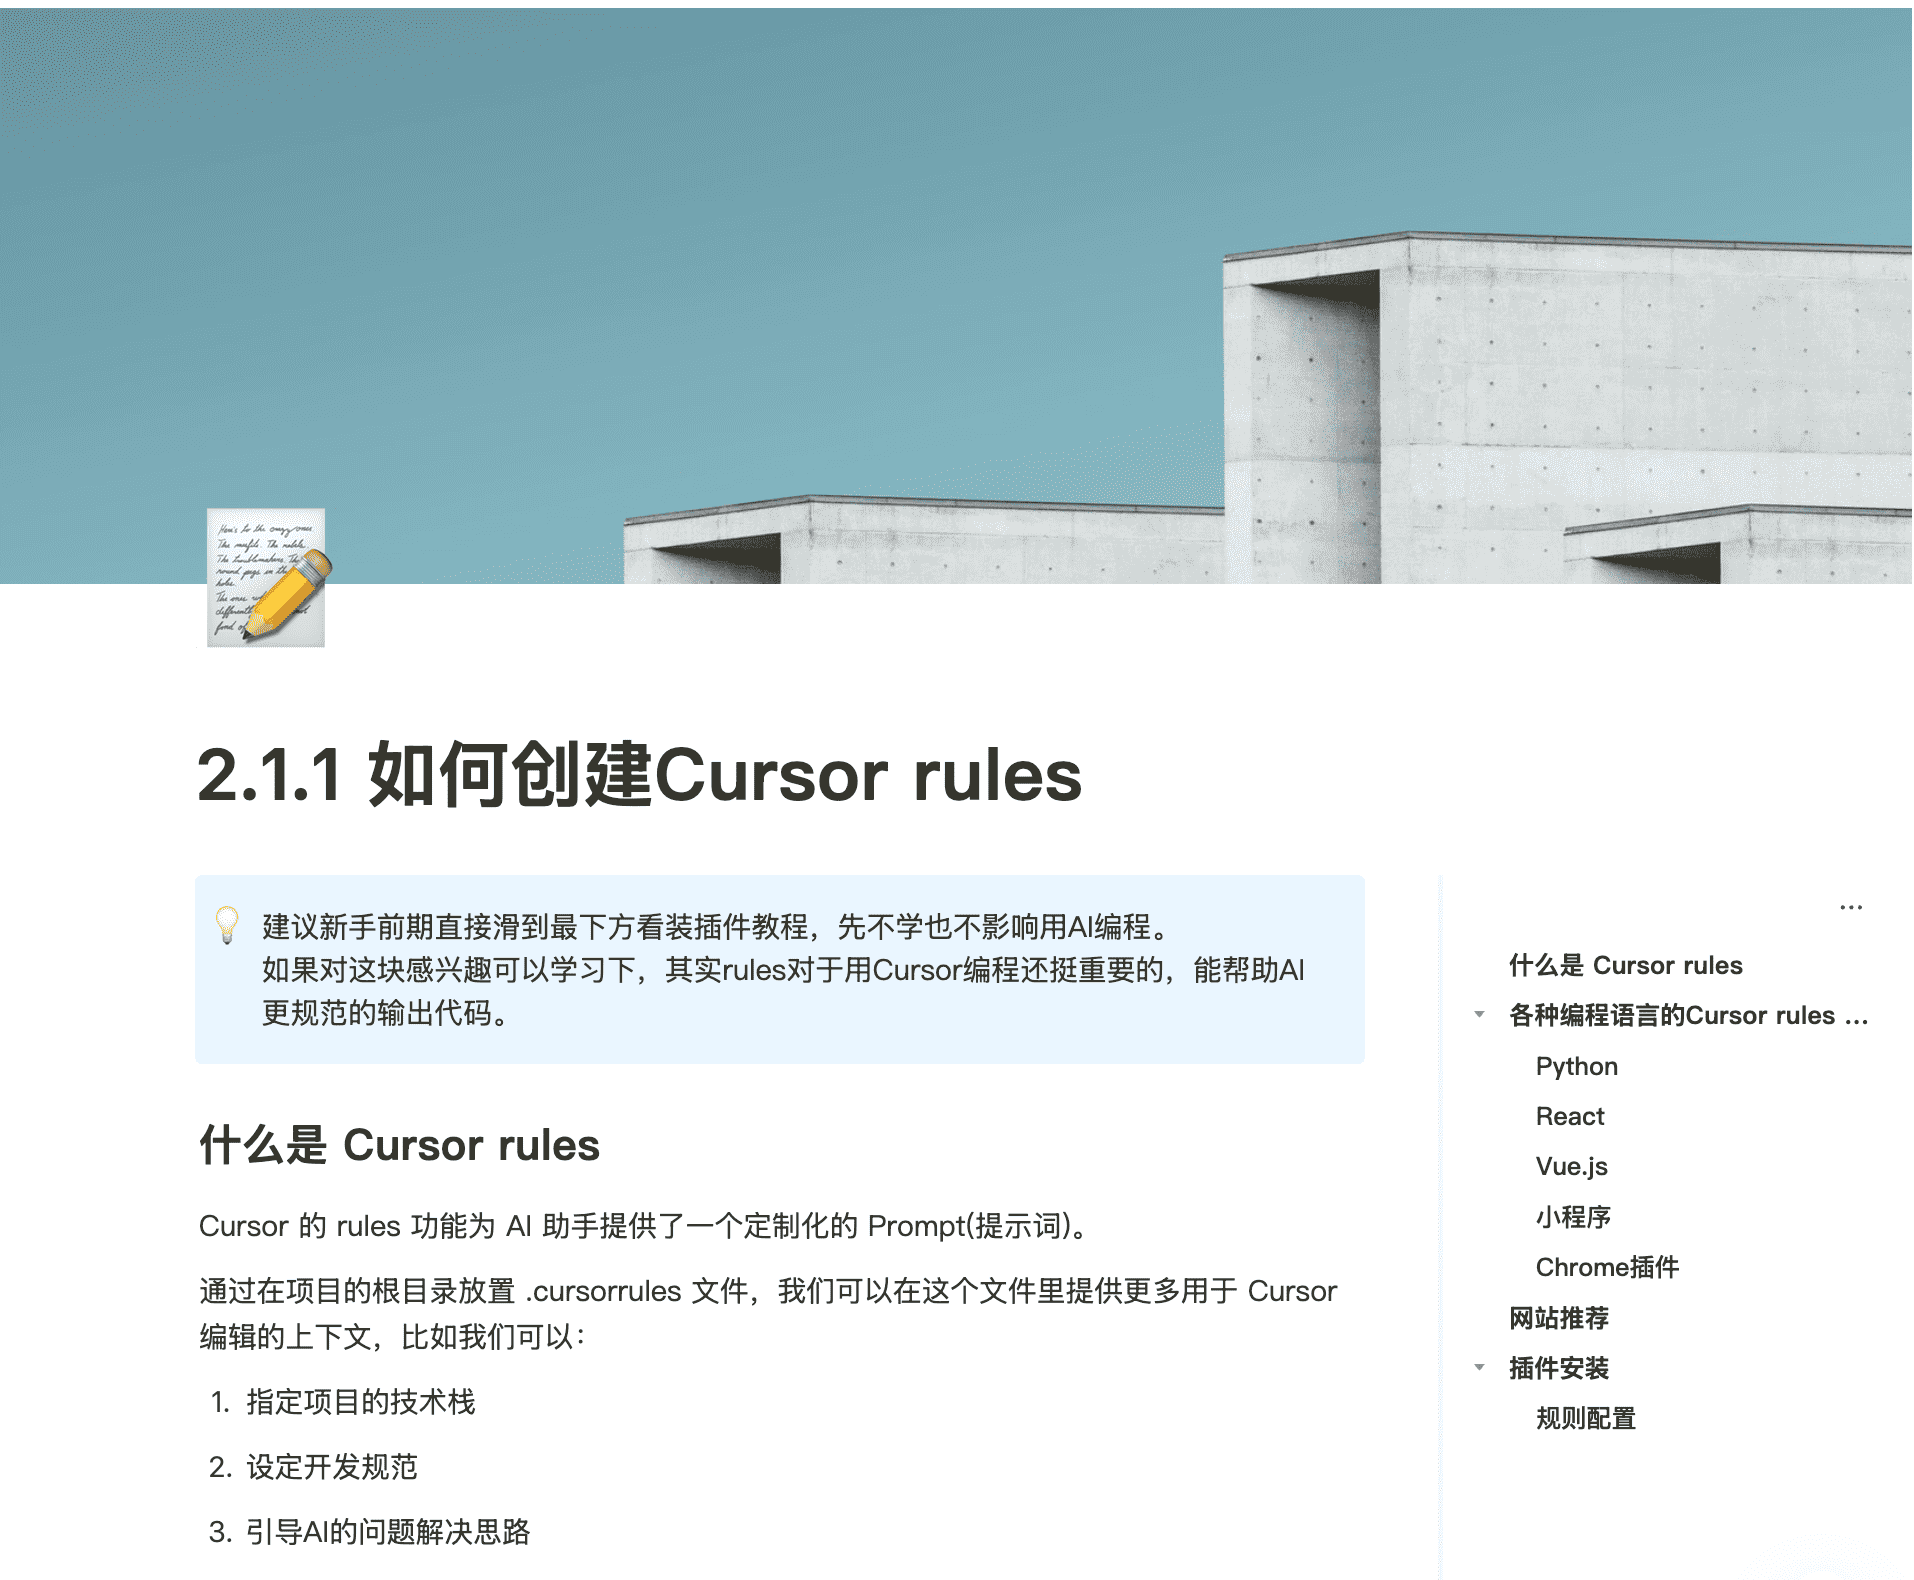 2.1.1 如何创建Cursor rules
建议新手前期直接滑到最下方看装插件教程，先不学也不影响用AI编程。
如果对这块感兴趣可以学习下，其实rules对于用Cursor编程还挺重要的，能帮助AI
更规范的输出代码。
什么是 Cursor rules
Cursor 的 rules 功能为 AI 助手提供了一个定制化的 Prompt(提示词)。
通过在项目的根目录放置 .cursorrules 文件，我们可以在这个文件里提供更多用于 Cursor
编辑的上下文，比如我们可以：
1. 指定项目的技术栈
2. 设定开发规范
3. 引导AI的问题解决思路
...
什么是 Cursor rules
各种编程语言的Cursor rules ...
Python
React
Vue.js
小程序
Chrome插件
网站推荐
插件安装
规则配置